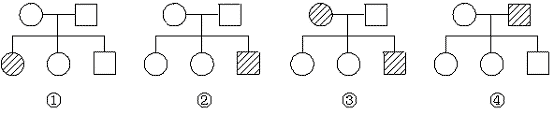 ① ② ③ ④